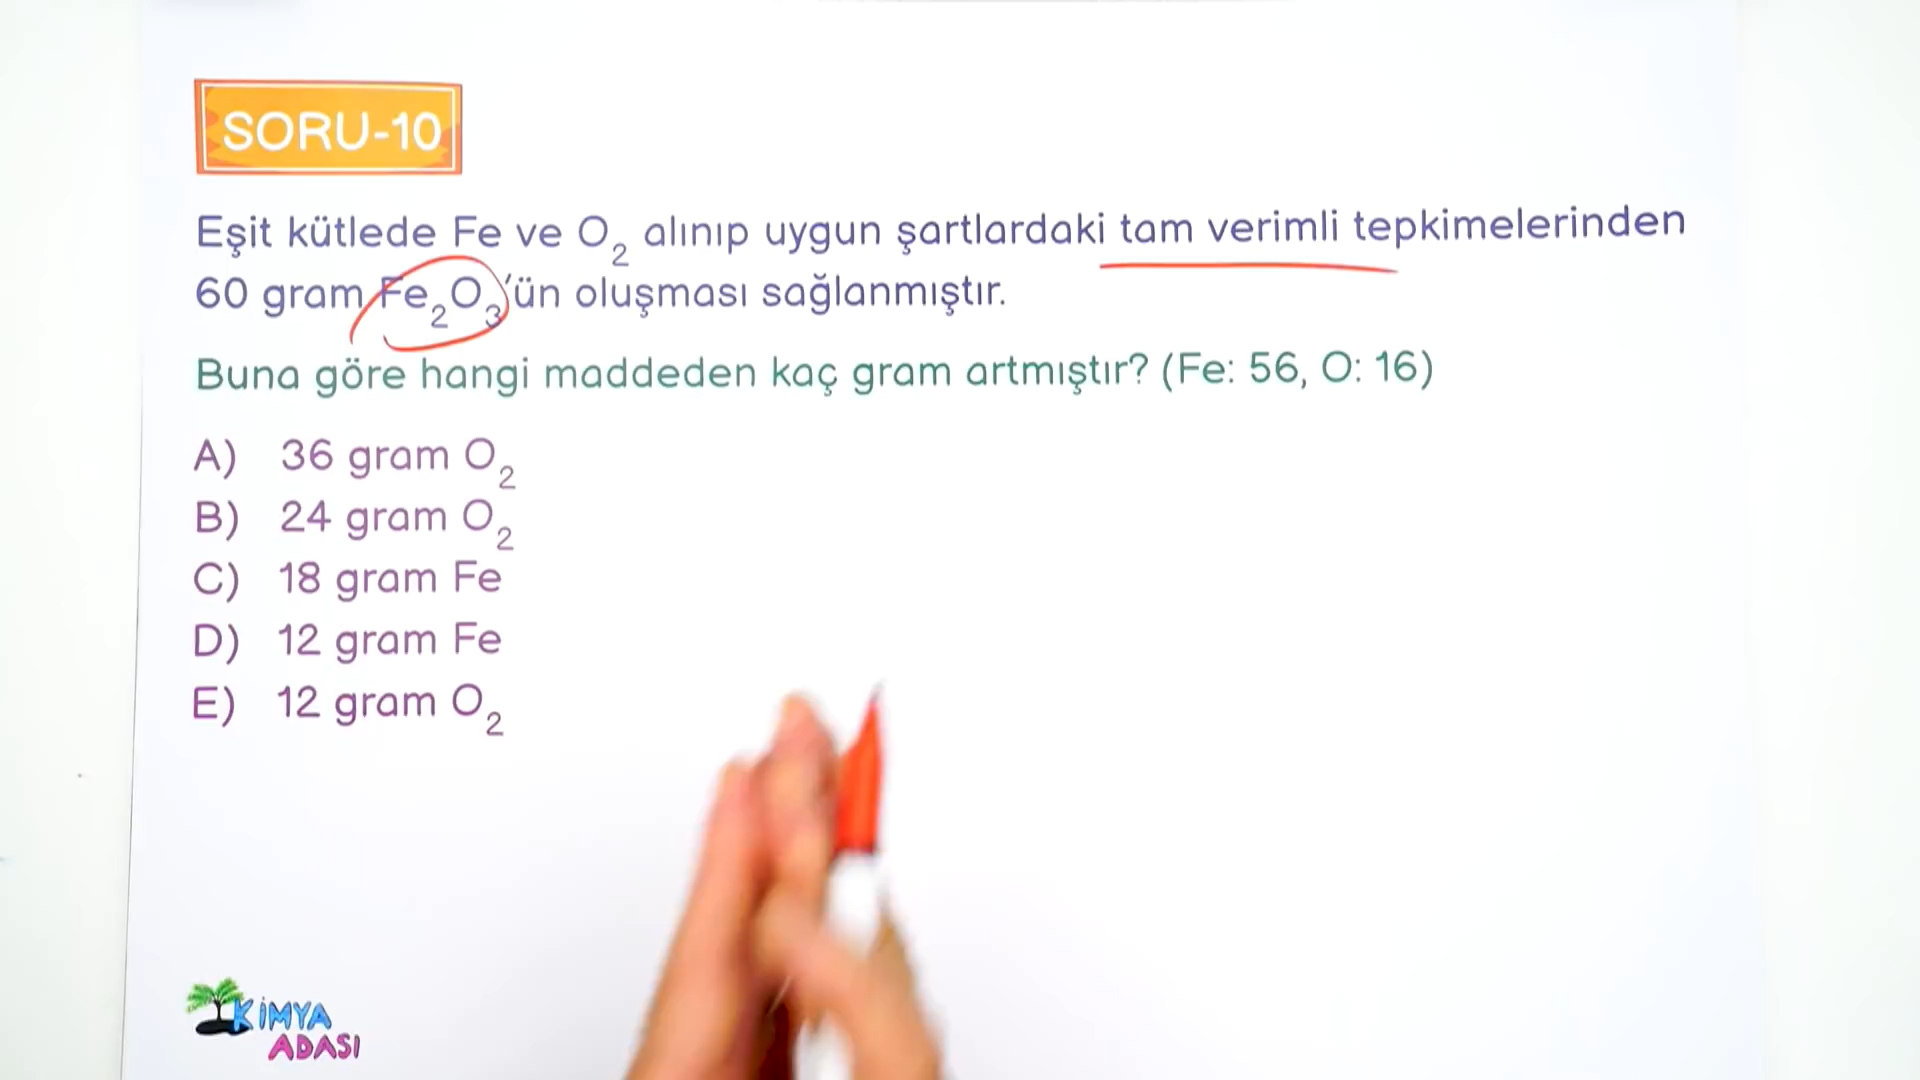 SORU-10
Eşit kütlede Fe ve O₂ alınıp uygun şartlardaki tam verimli tepkimelerinden
60 gram Fe₂O₃'ün oluşması sağlanmıştır.
Buna göre hangi maddeden kaç gram artmıştır? (Fe: 56, O: 16)
A) 36 gram O₂
B) 24 gram O₂
C) 18 gram Fe
D) 12 gram Fe
E) 12 gram O₂
KİMYA
ADASI